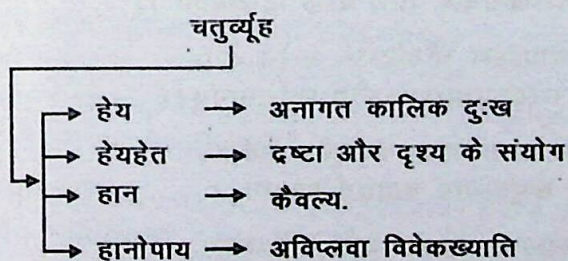 चतुर्व्यूह
हेय → अनागत कालिक दुःख
हेयहेत → द्रष्टा और दृश्य के संयोग
हान → कैवल्य.
हानोपाय → अविप्लवा विवेकख्याति